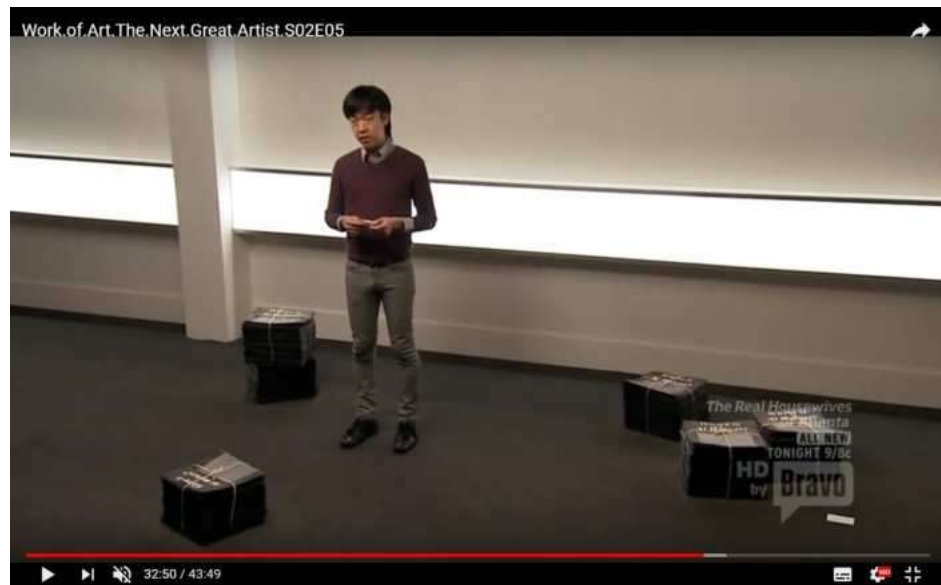 Work.of.Art.The.Next.Great.Artist.S02E05
The Real Housewives
of Atlanta
ALL NEW
TONIGHT 9/8c
HD
by Bravo
32:50 / 43:49